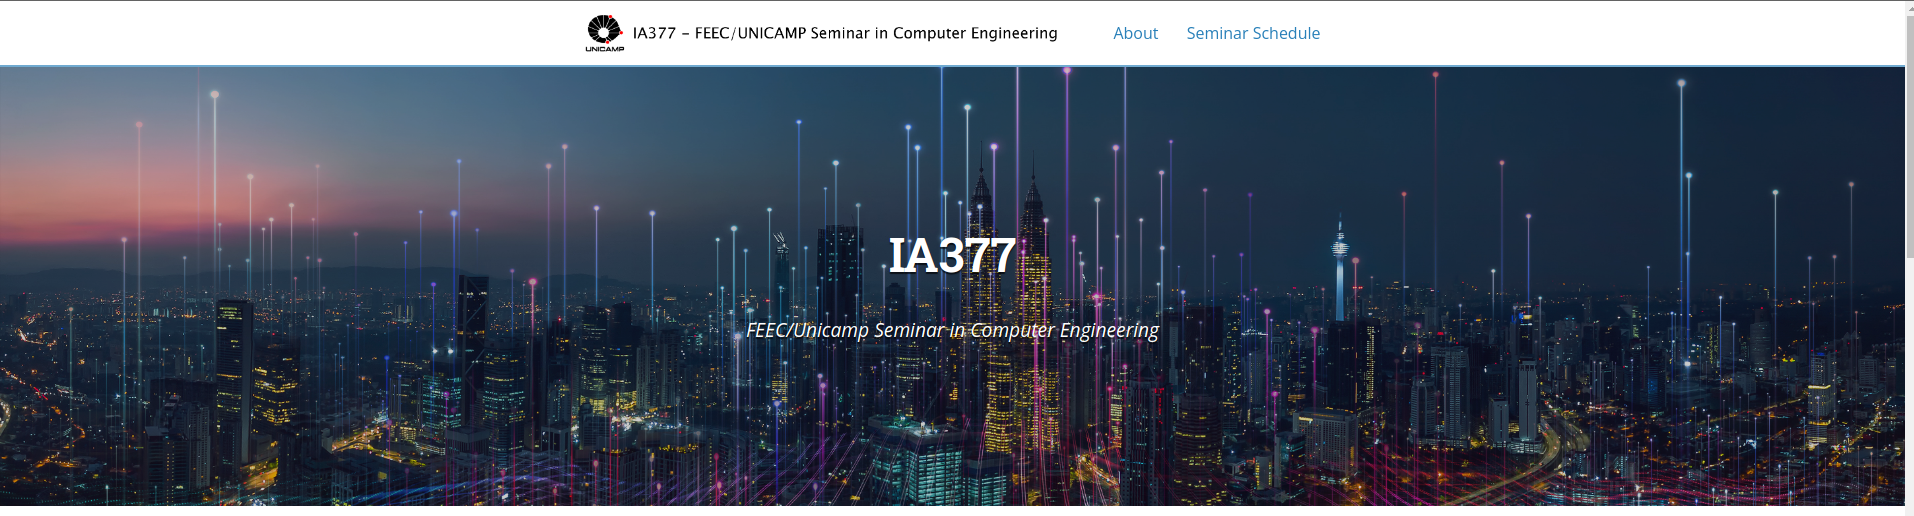 UNICAMP
IA377 - FEEC/UNICAMP Seminar in Computer Engineering
About
Seminar Schedule
IA377
FEEC/Unicamp Seminar in Computer Engineering